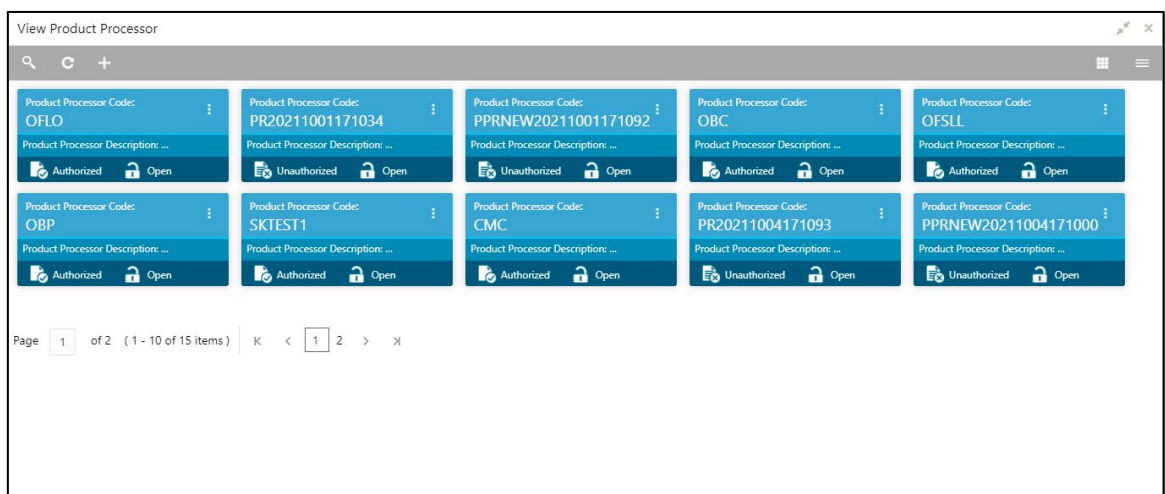 View Product Processor
Product Processor Code: Product Processor Code: Product Processor Code: Product Processor Code: Product Processor Code:
OFLO PR20211001171034 PPRNEW20211001171092 OBC OFSLL
Product Processor Description: ... Product Processor Description: ... Product Processor Description: ... Product Processor Description: ... Product Processor Description: ...
Authorized Open Unauthorized Open Unauthorized Open Authorized Open Authorized Open
Product Processor Code: Product Processor Code: Product Processor Code: Product Processor Code: Product Processor Code:
OBP SKTEST1 CMC PR20211004171093 PPRNEW20211004171000
Product Processor Description: ... Product Processor Description: ... Product Processor Description: ... Product Processor Description: ... Product Processor Description: ...
Authorized Open Authorized Open Authorized Open Unauthorized Open Unauthorized Open
Page 1 of 2 ( 1 - 10 of 15 items ) 1 2